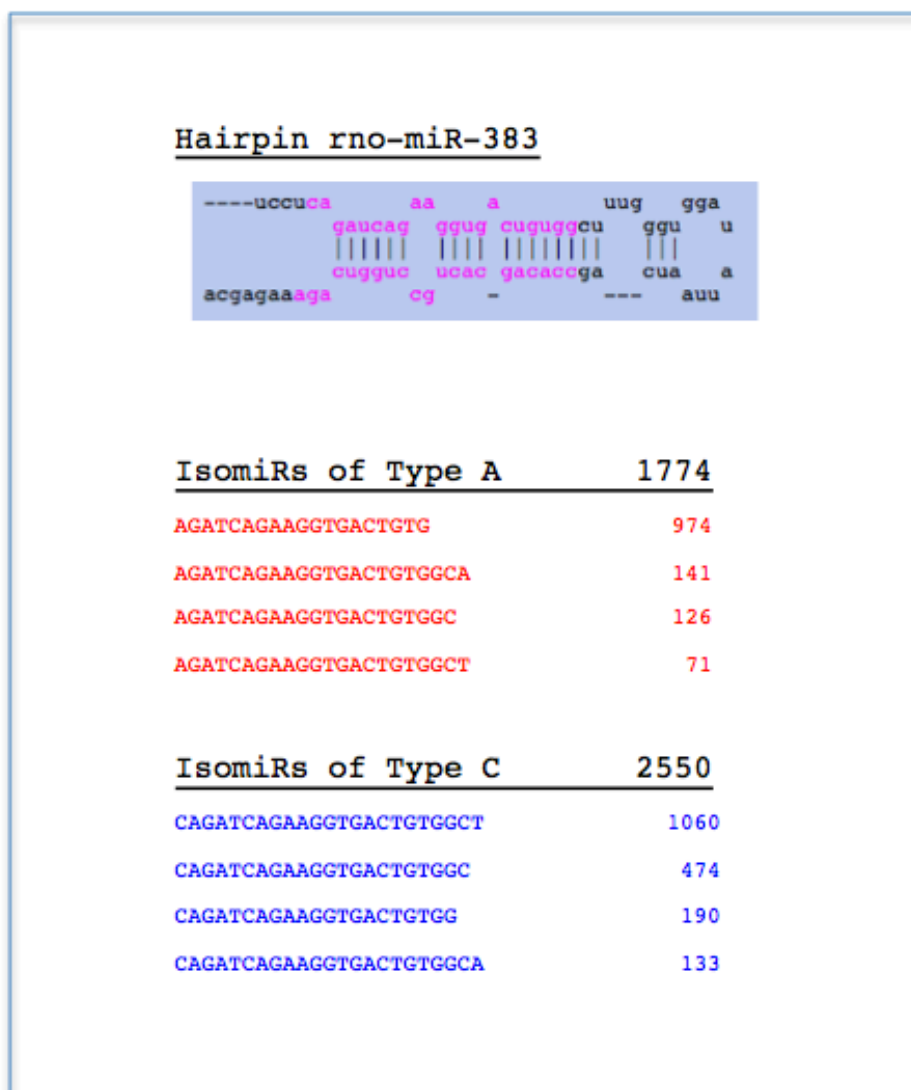 Hairpin rno-miR-383
----uccuca aa a uug gga
gaucag ggug cuguggcu ggu u
|||||| |||| |||||||| |||
cugguc ucac gacaccga cua a
acgagaaaga cg - --- auu
IsomiRs of Type A 1774
AGATCAGAAGGTGACTGTG 974
AGATCAGAAGGTGACTGTGGCA 141
AGATCAGAAGGTGACTGTGGC 126
AGATCAGAAGGTGACTGTGGCT 71
IsomiRs of Type C 2550
CAGATCAGAAGGTGACTGTGGCT 1060
CAGATCAGAAGGTGACTGTGGC 474
CAGATCAGAAGGTGACTGTGG 190
CAGATCAGAAGGTGACTGTGGCA 133